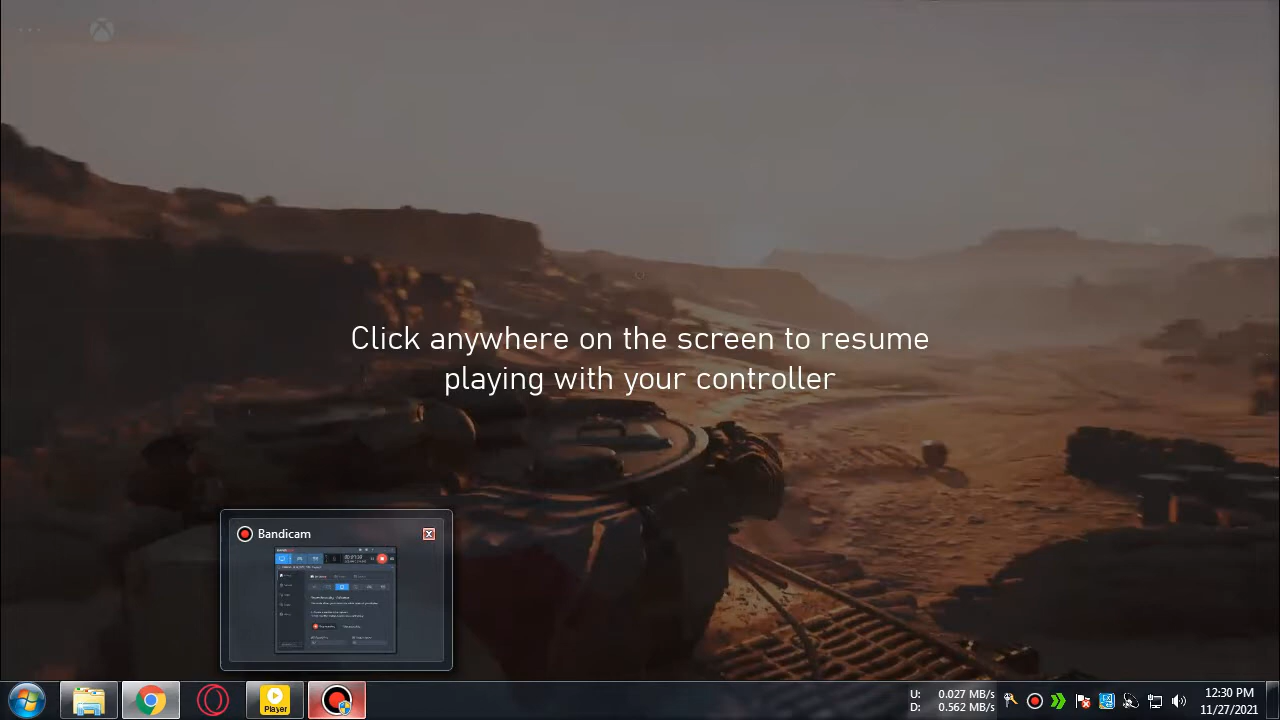 Click anywhere on the screen to resume
playing with your controller
Bandicam
Player
U: 0.027 MB/s
D: 0.562 MB/s
12:30 PM
11/27/2021